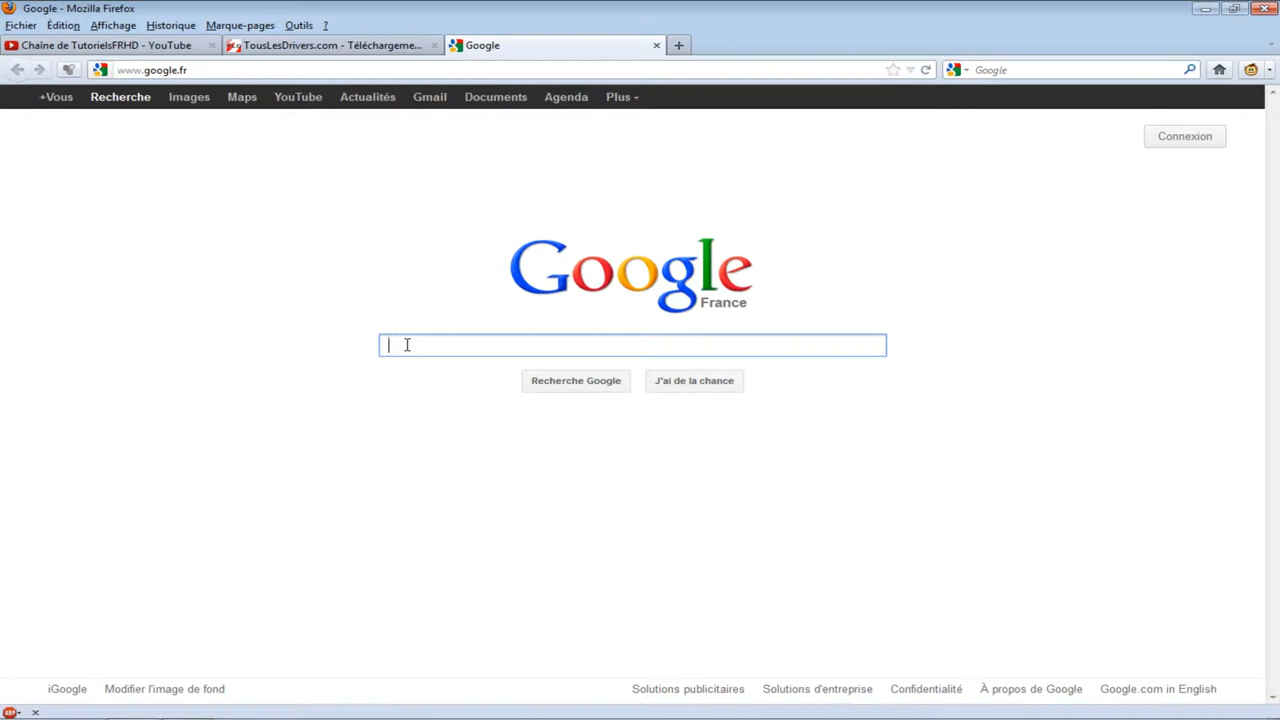 Google - Mozilla Firefox
Fichier Édition Affichage Historique Marque-pages Outils ?
Chaîne de TutorielsFRHD - YouTube × TousLesDrivers.com - Téléchargeme... × Google × +
www.google.fr Google
+Vous Recherche Images Maps YouTube Actualités Gmail Documents Agenda Plus
Connexion
Google
France
Recherche Google J'ai de la chance
iGoogle Modifier l'image de fond Solutions publicitaires Solutions d'entreprise Confidentialité À propos de Google Google.com in English
ABP ×